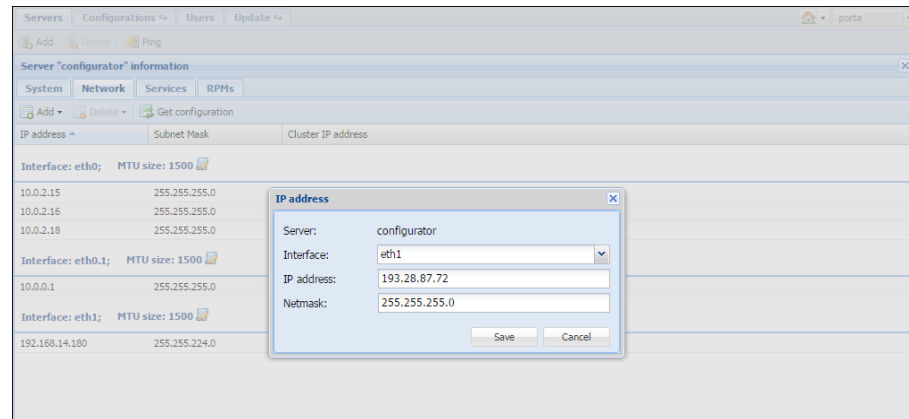 Servers Configurations Users Update porta
Add Delete Ping
Server "configurator" information
System Network Services RPMs
Add Delete Get configuration
IP address Subnet Mask Cluster IP address
Interface: eth0; MTU size: 1500
10.0.2.15 255.255.255.0
10.0.2.16 255.255.255.0
10.0.2.18 255.255.255.0
Interface: eth0.1; MTU size: 1500
10.0.0.1 255.255.255.0
Interface: eth1; MTU size: 1500
192.168.14.180 255.255.224.0
IP address
Server: configurator
Interface: eth1
IP address: 193.28.87.72
Netmask: 255.255.255.0
Save Cancel